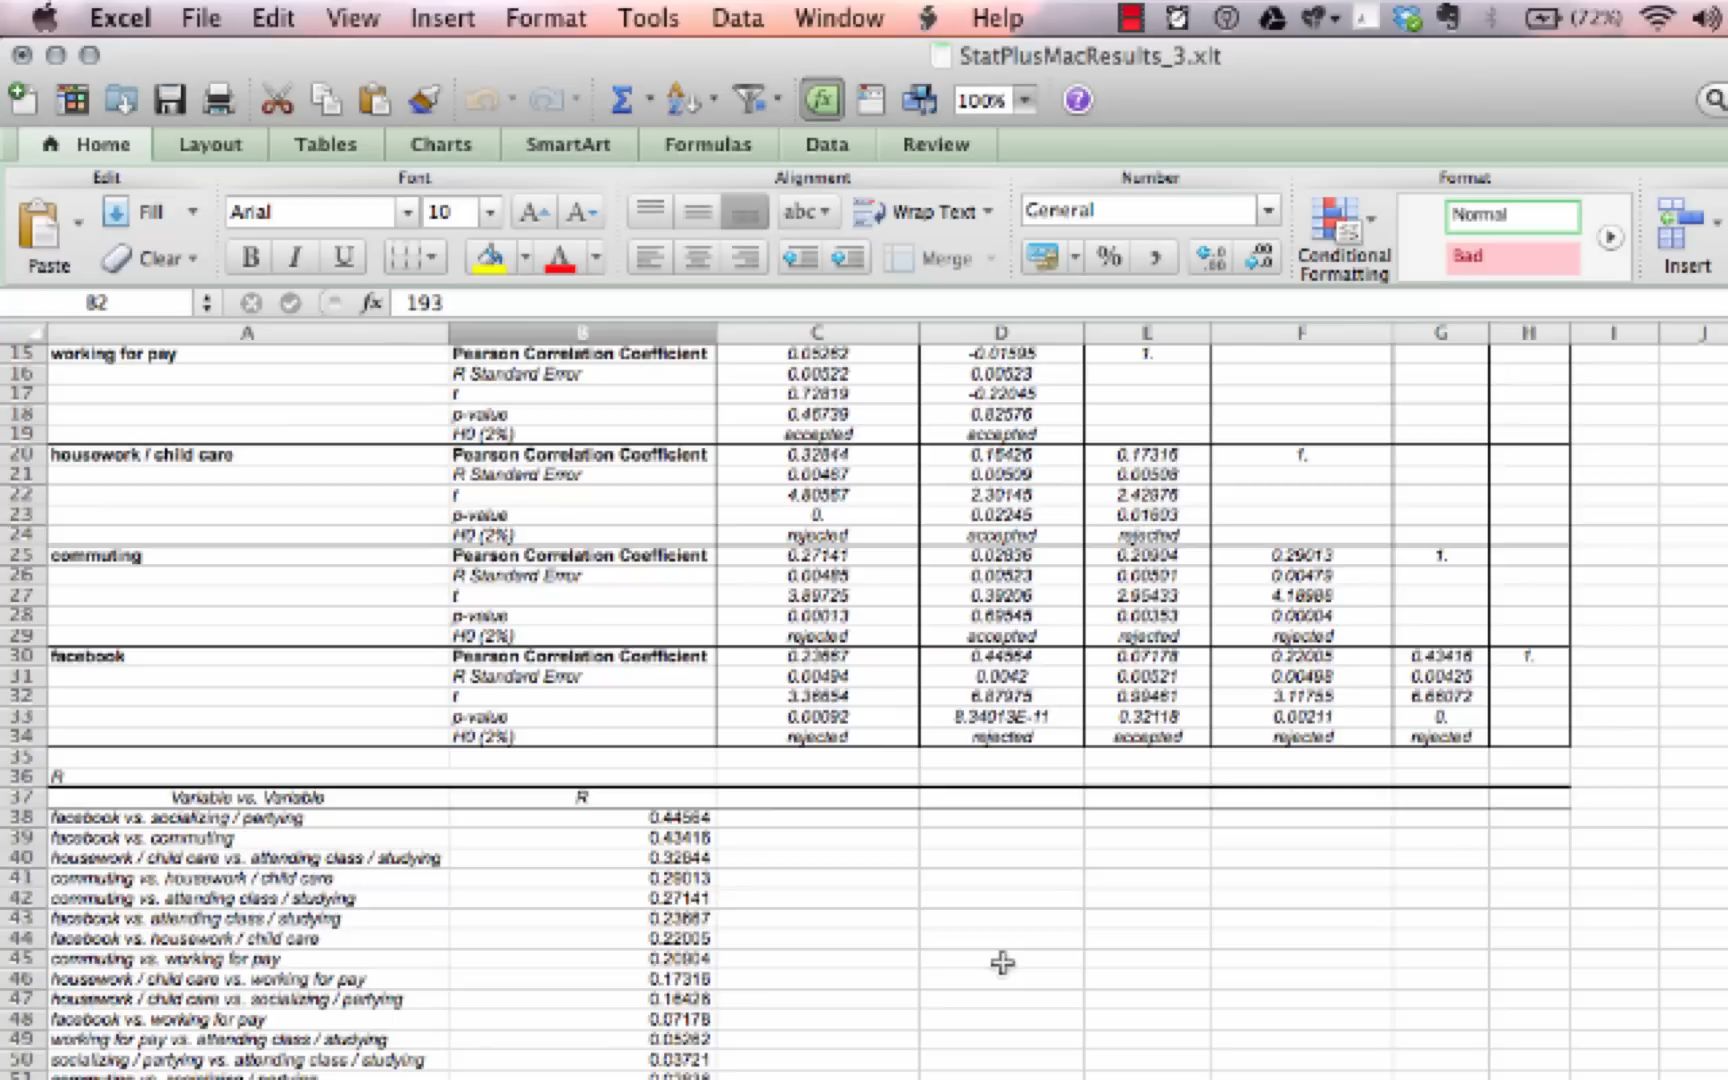 Excel File Edit View Insert Format Tools Data Window Help (72%)
StatPlusMacResults_3.xlt
100%
Home Layout Tables Charts SmartArt Formulas Data Review
Edit Font Alignment Number Format
Fill Arial 10 A A abc Wrap Text General Normal
Paste Clear B I U A Merge % Conditional Formatting Bad Insert
B2 fx 193
A B C D E F G H I J
15 working for pay Pearson Correlation Coefficient 0.05262 -0.01595 1.
16 R Standard Error 0.00522 0.00523
17 t 0.72819 -0.22045
18 p-value 0.46739 0.82576
19 H0 (2%) accepted accepted
20 housework / child care Pearson Correlation Coefficient 0.32844 0.16426 0.17316 1.
21 R Standard Error 0.00467 0.00509 0.00508
22 t 4.80567 2.30145 2.42876
23 p-value 0. 0.02245 0.01603
24 H0 (2%) rejected accepted rejected
25 commuting Pearson Correlation Coefficient 0.27141 0.02836 0.20904 0.29013 1.
26 R Standard Error 0.00485 0.00523 0.00501 0.00479
27 t 3.89725 0.39206 2.95433 4.18988
28 p-value 0.00013 0.69545 0.00353 0.00004
29 H0 (2%) rejected accepted rejected rejected
30 facebook Pearson Correlation Coefficient 0.23667 0.44564 0.07178 0.22005 0.43416 1.
31 R Standard Error 0.00494 0.0042 0.00521 0.00498 0.00425
32 t 3.36654 6.87975 0.99461 3.11755 6.66072
33 p-value 0.00092 8.34013E-11 0.32118 0.00211 0.
34 H0 (2%) rejected rejected accepted rejected rejected
35
36 R
37 Variable vs. Variable R
38 facebook vs. socializing / partying 0.44564
39 facebook vs. commuting 0.43416
40 housework / child care vs. attending class / studying 0.32844
41 commuting vs. housework / child care 0.29013
42 commuting vs. attending class / studying 0.27141
43 facebook vs. attending class / studying 0.23667
44 facebook vs. housework / child care 0.22005
45 commuting vs. working for pay 0.20904
46 housework / child care vs. working for pay 0.17316
47 housework / child care vs. socializing / partying 0.16426
48 facebook vs. working for pay 0.07178
49 working for pay vs. attending class / studying 0.05262
50 socializing / partying vs. attending class / studying 0.03721